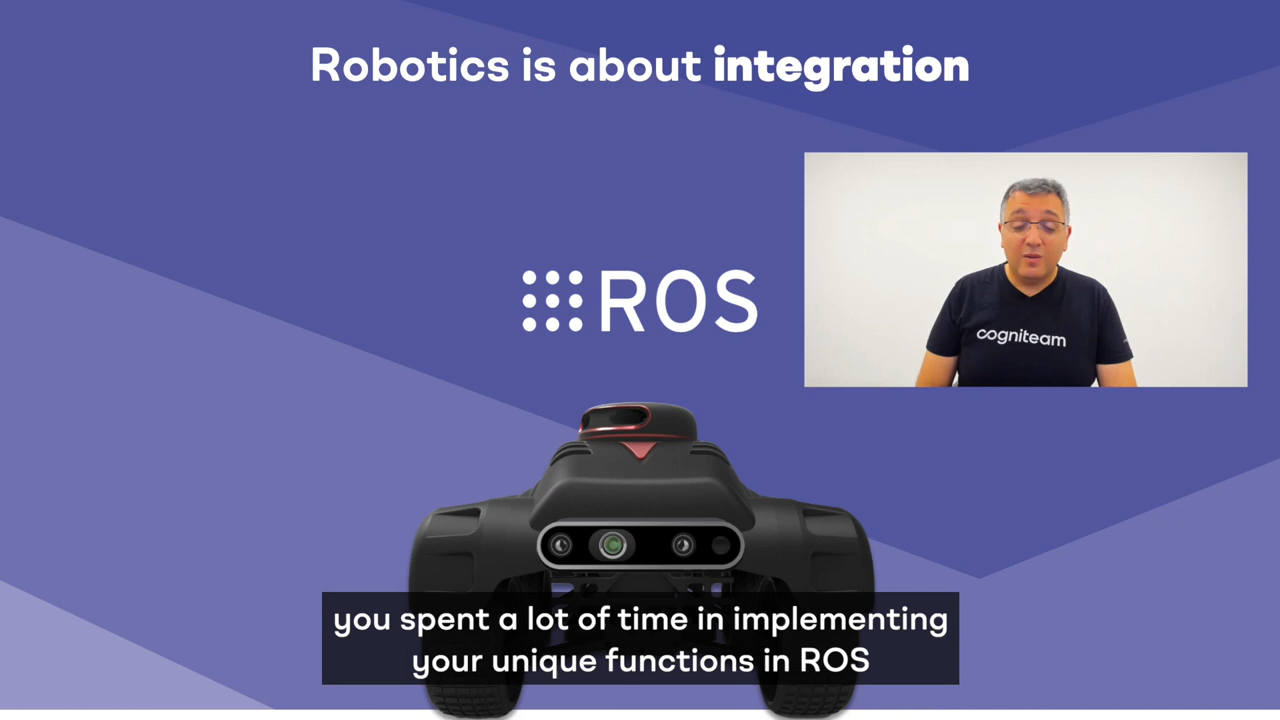 Robotics is about integration
ROS
cogniteam
you spent a lot of time in implementing
your unique functions in ROS